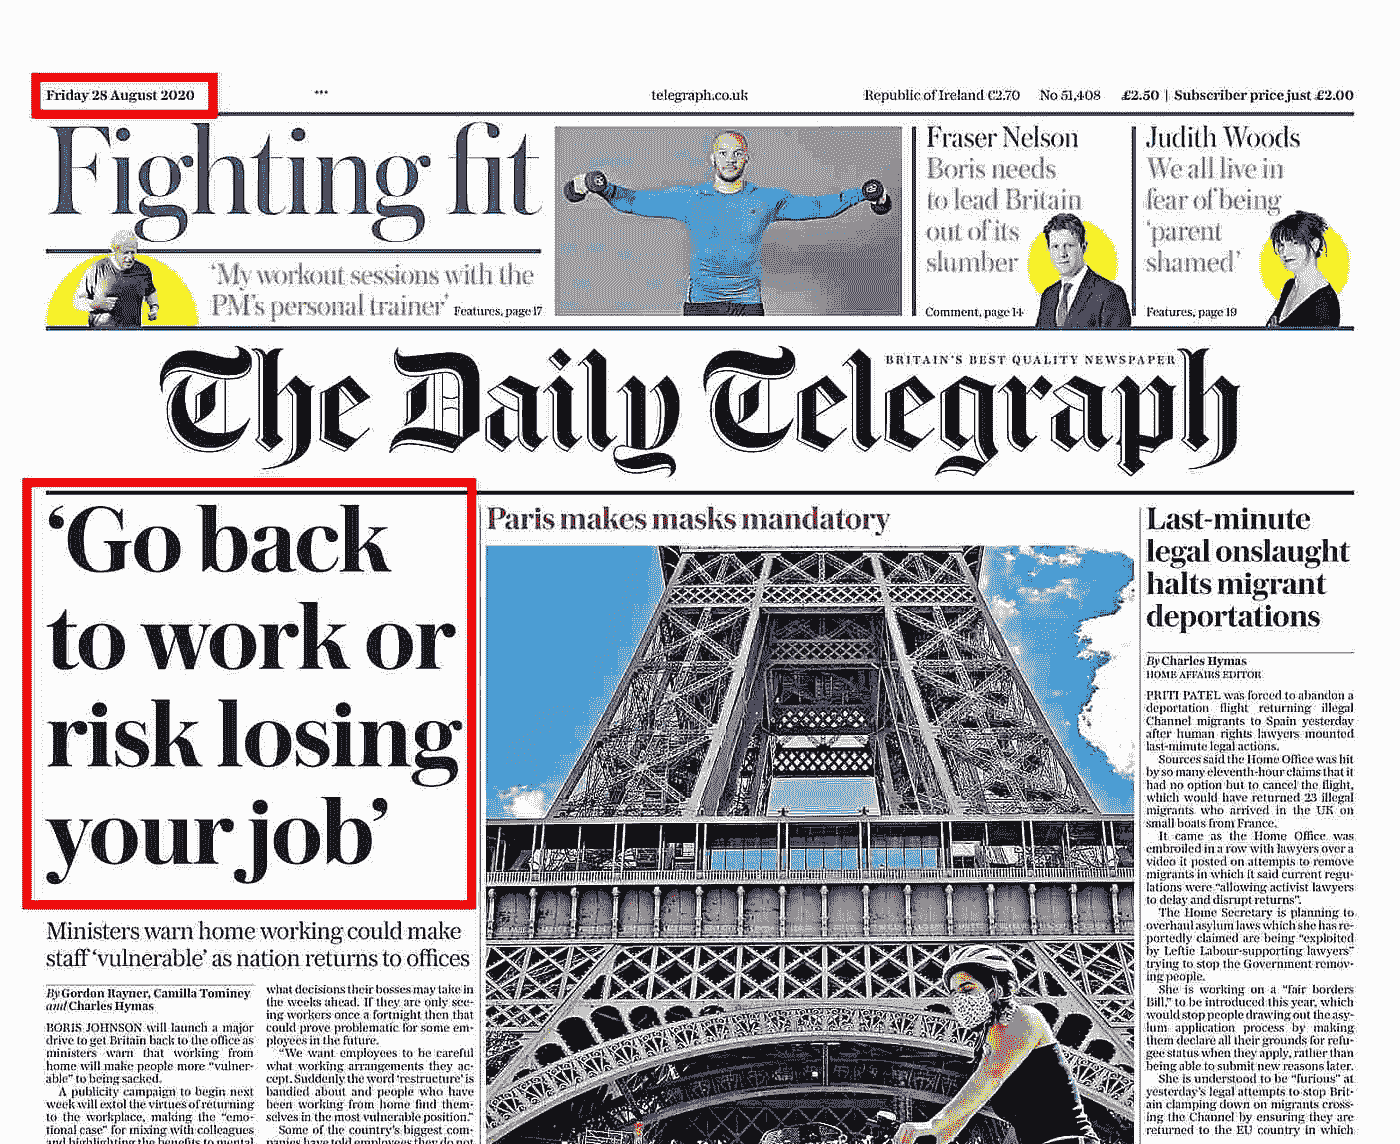 Friday 28 August 2020
***
telegraph.co.uk
Republic of Ireland €2.70
No 51,408
£2.50 | Subscriber price just £2.00
Fighting fit
‘My workout sessions with the
PM’s personal trainer’ Features, page 17
Fraser Nelson
Boris needs
to lead Britain
out of its
slumber
Comment, page 14
Judith Woods
We all live in
fear of being
‘parent
shamed’
Features, page 19
BRITAIN’S BEST QUALITY NEWSPAPER
The Daily Telegraph
‘Go back
to work or
risk losing
your job’
Ministers warn home working could make
staff ‘vulnerable’ as nation returns to offices
By Gordon Rayner, Camilla Tominey
and Charles Hymas
BORIS JOHNSON will launch a major
drive to get Britain back to the office as
ministers warn that working from
home will make people more “vulner-
able” to being sacked.
A publicity campaign to begin next
week will extol the virtues of returning
to the workplace, making the “emo-
tional case” for mixing with colleagues
and highlighting the benefits to mental
what decisions their bosses may take in
the weeks ahead. If they are only see-
ing workers once a fortnight then that
could prove problematic for some em-
ployees in the future.
“We want employees to be careful
what working arrangements they ac-
cept. Suddenly the word ‘restructure’ is
bandied about and people who have
been working from home find them-
selves in the most vulnerable position.”
Some of the country’s biggest com-
panies have told employees they do not
Paris makes masks mandatory
Last-minute
legal onslaught
halts migrant
deportations
By Charles Hymas
HOME AFFAIRS EDITOR
PRITI PATEL was forced to abandon a
deportation flight returning illegal
Channel migrants to Spain yesterday
after human rights lawyers mounted
last-minute legal actions.
Sources said the Home Office was hit
by so many eleventh-hour claims that it
had no option but to cancel the flight,
which would have returned 23 illegal
migrants who arrived in the UK on
small boats from France.
It came as the Home Office was
embroiled in a row with lawyers over a
video it posted on attempts to remove
migrants in which it said current regu-
lations were “allowing activist lawyers
to delay and disrupt returns”.
The Home Secretary is planning to
overhaul asylum laws which she has re-
portedly claimed are being “exploited
by Leftie Labour-supporting lawyers”
trying to stop the Government remov-
ing people.
She is working on a “fair borders
Bill,” to be introduced this year, which
would stop people drawing out the asy-
lum application process by making
them declare all their grounds for refu-
gee status when they apply, rather than
being able to submit new reasons later.
She is understood to be “furious” at
yesterday’s legal attempts to stop Brit-
ain clamping down on migrants cross-
ing the Channel by ensuring they are
returned to the EU country in which